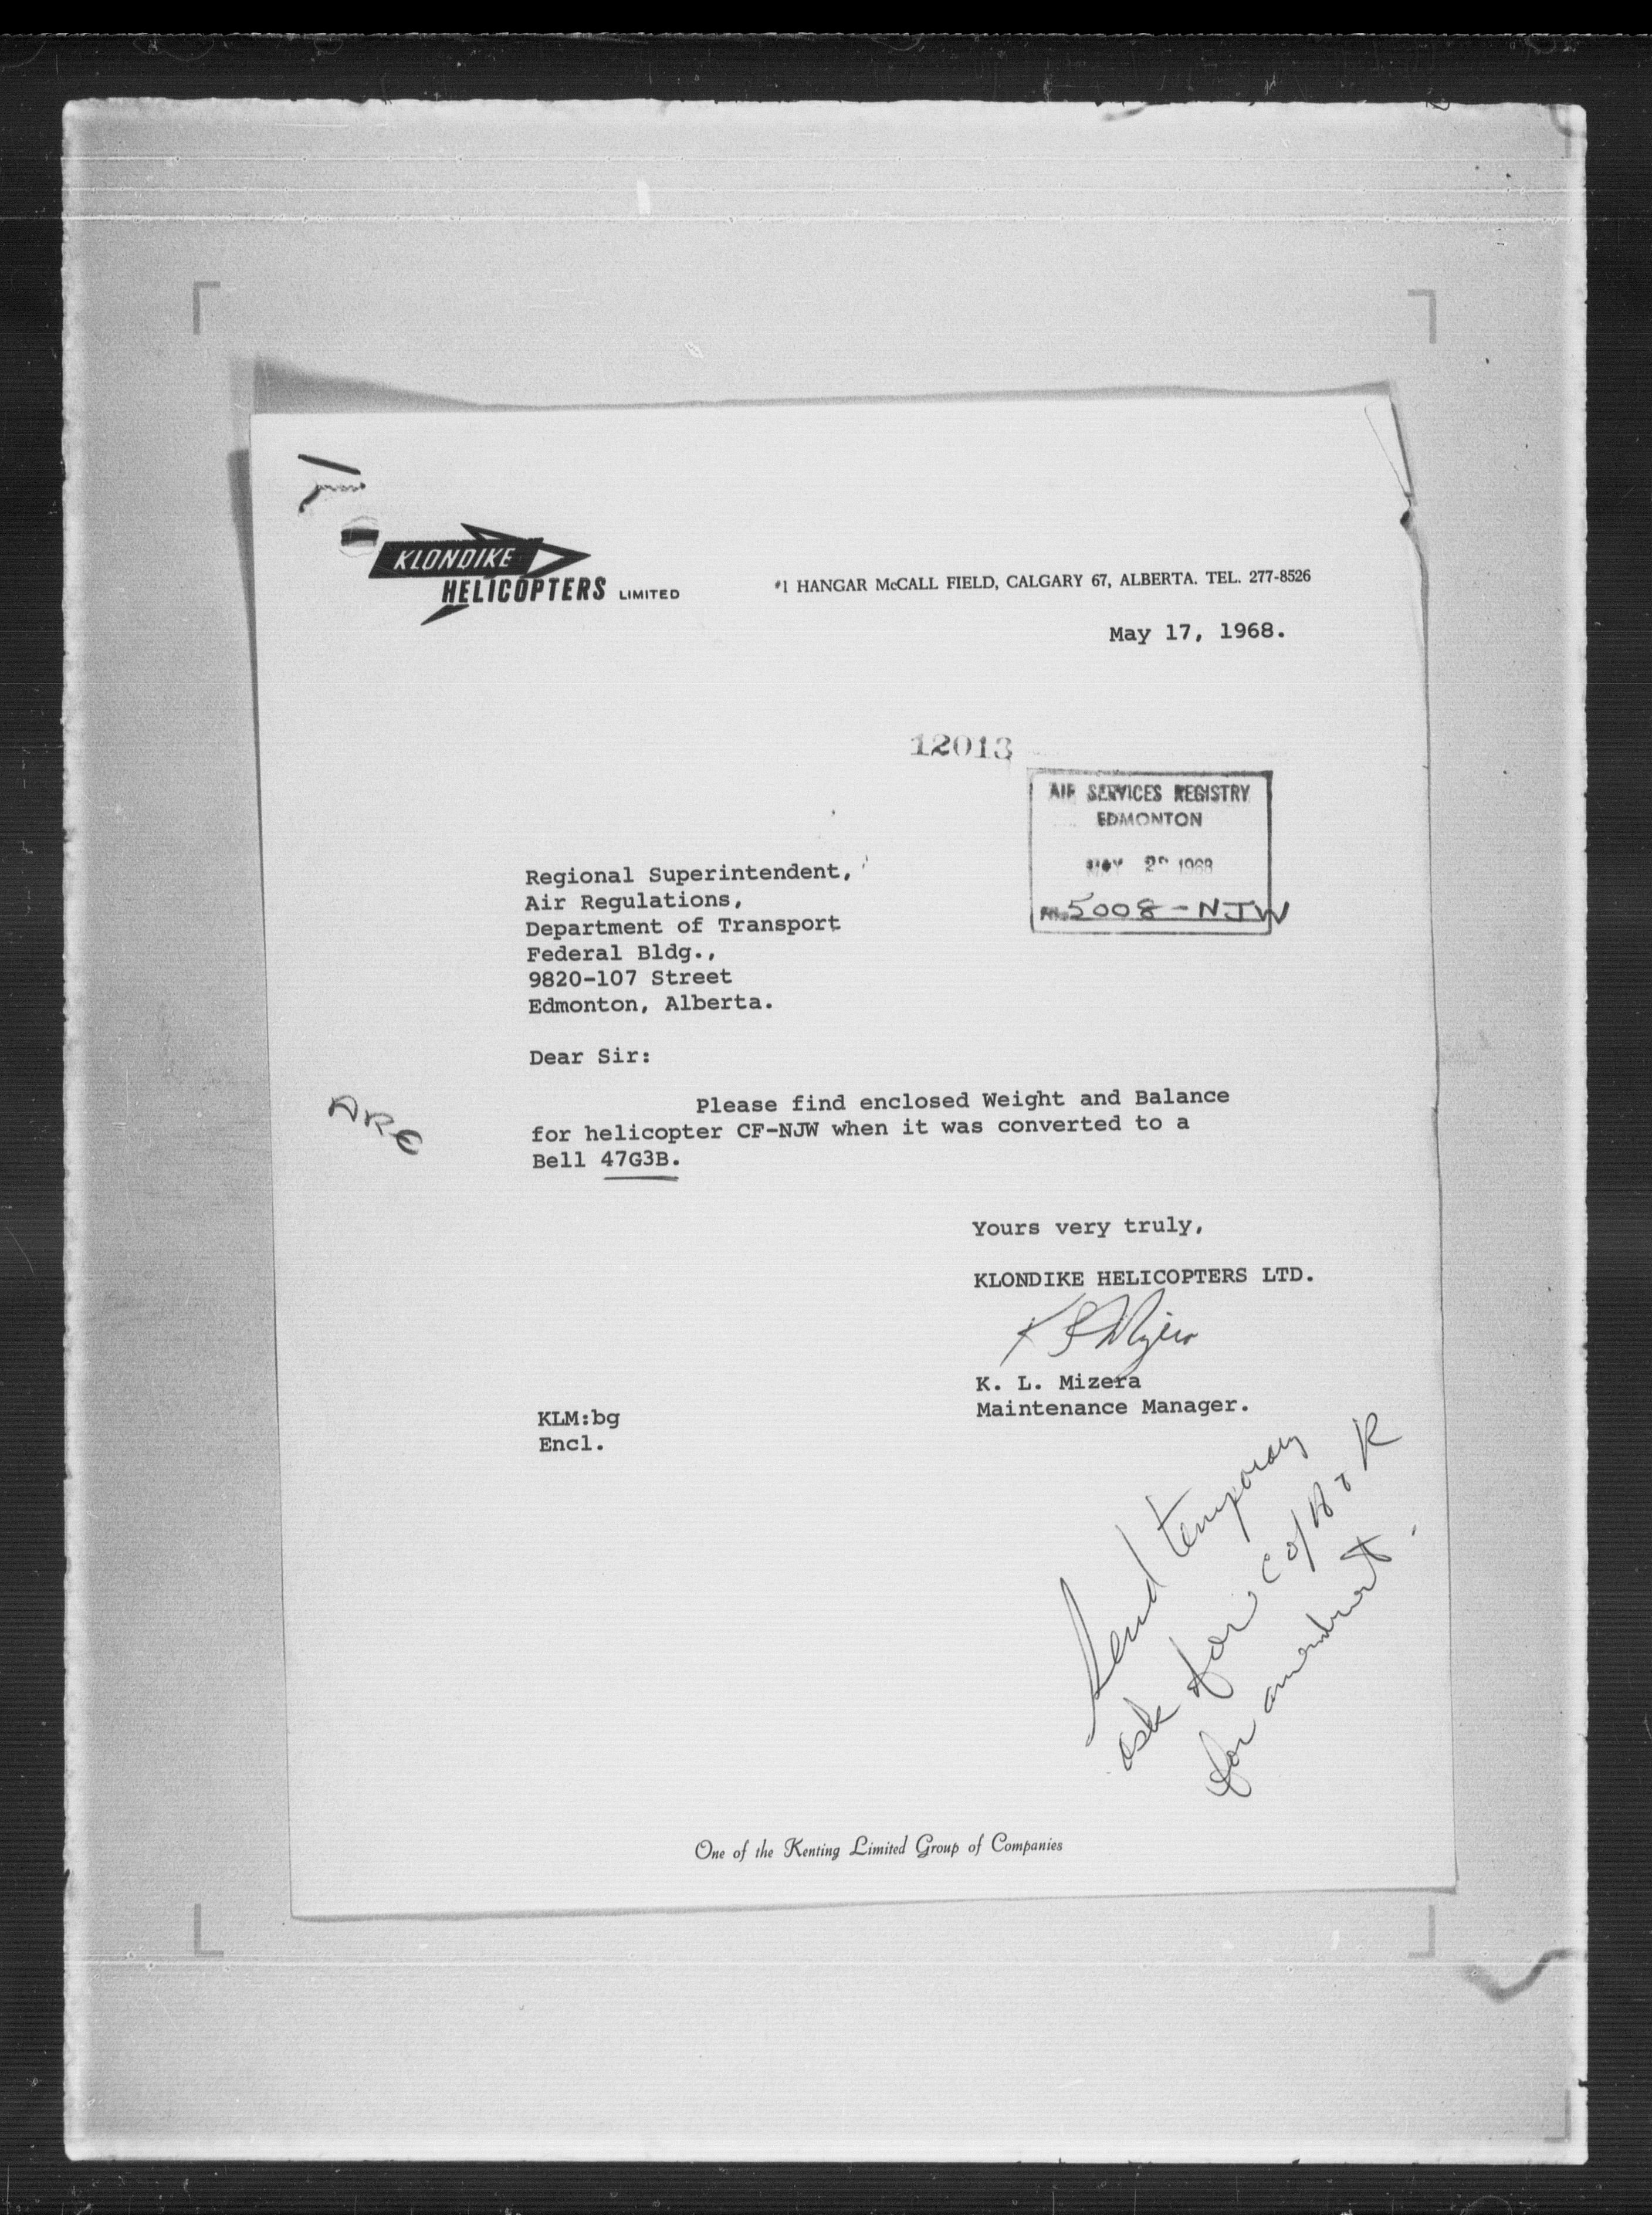 KLONDIKE
HELICOPTERS LIMITED
#1 HANGAR McCALL FIELD, CALGARY 67, ALBERTA. TEL. 277-8526
May 17, 1968.
12013
AIR SERVICES REGISTRY
EDMONTON
MAY 1968
5008-NJW
Regional Superintendent,
Air Regulations,
Department of Transport
Federal Bldg.,
9820-107 Street
Edmonton, Alberta.
Dear Sir:
ARE
Please find enclosed Weight and Balance
for helicopter CF-NJW when it was converted to a
Bell 47G3B.
Yours very truly,
KLONDIKE HELICOPTERS LTD.
K L Mizera
K. L. Mizera
Maintenance Manager.
KLM:bg
Encl.
Send temporary
ask for C of R
for amendment.
One of the Kenting Limited Group of Companies